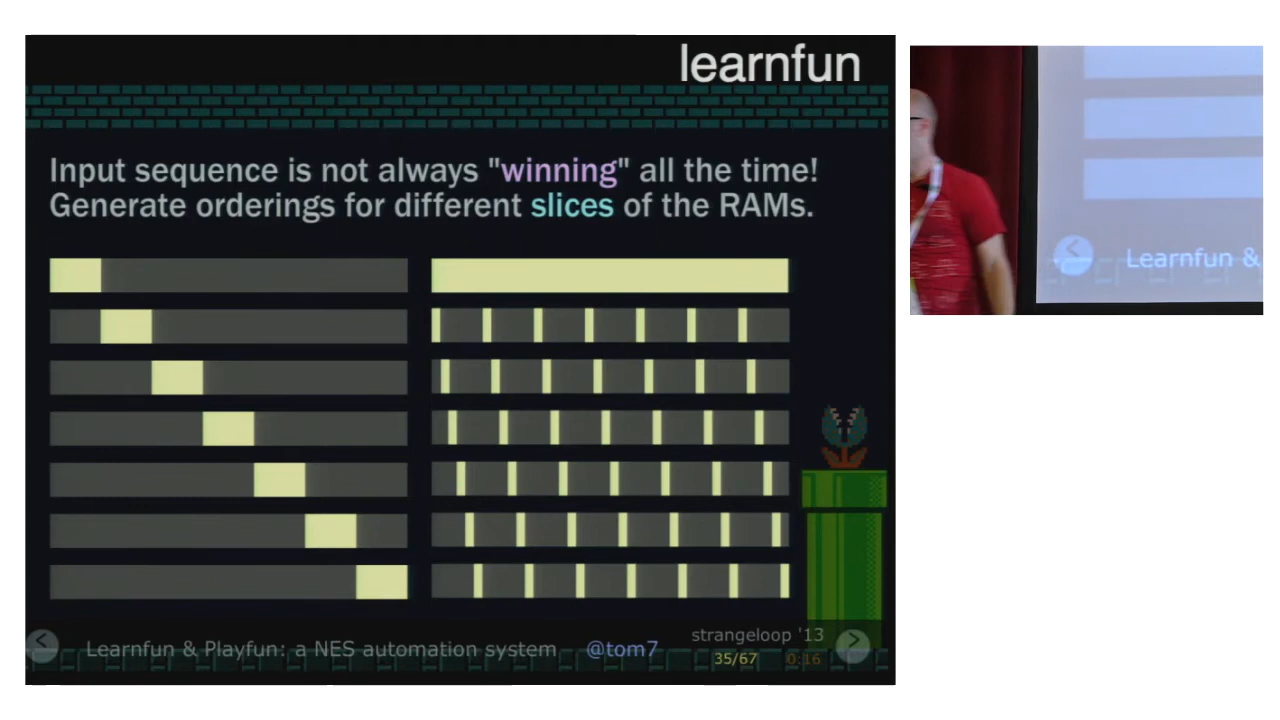 learnfun
Input sequence is not always "winning" all the time!
Generate orderings for different slices of the RAMs.
<
Learnfun & Playfun: a NES automation system
@tom7
strangeloop '13
35/67
0:16
>
<
Learnfun &